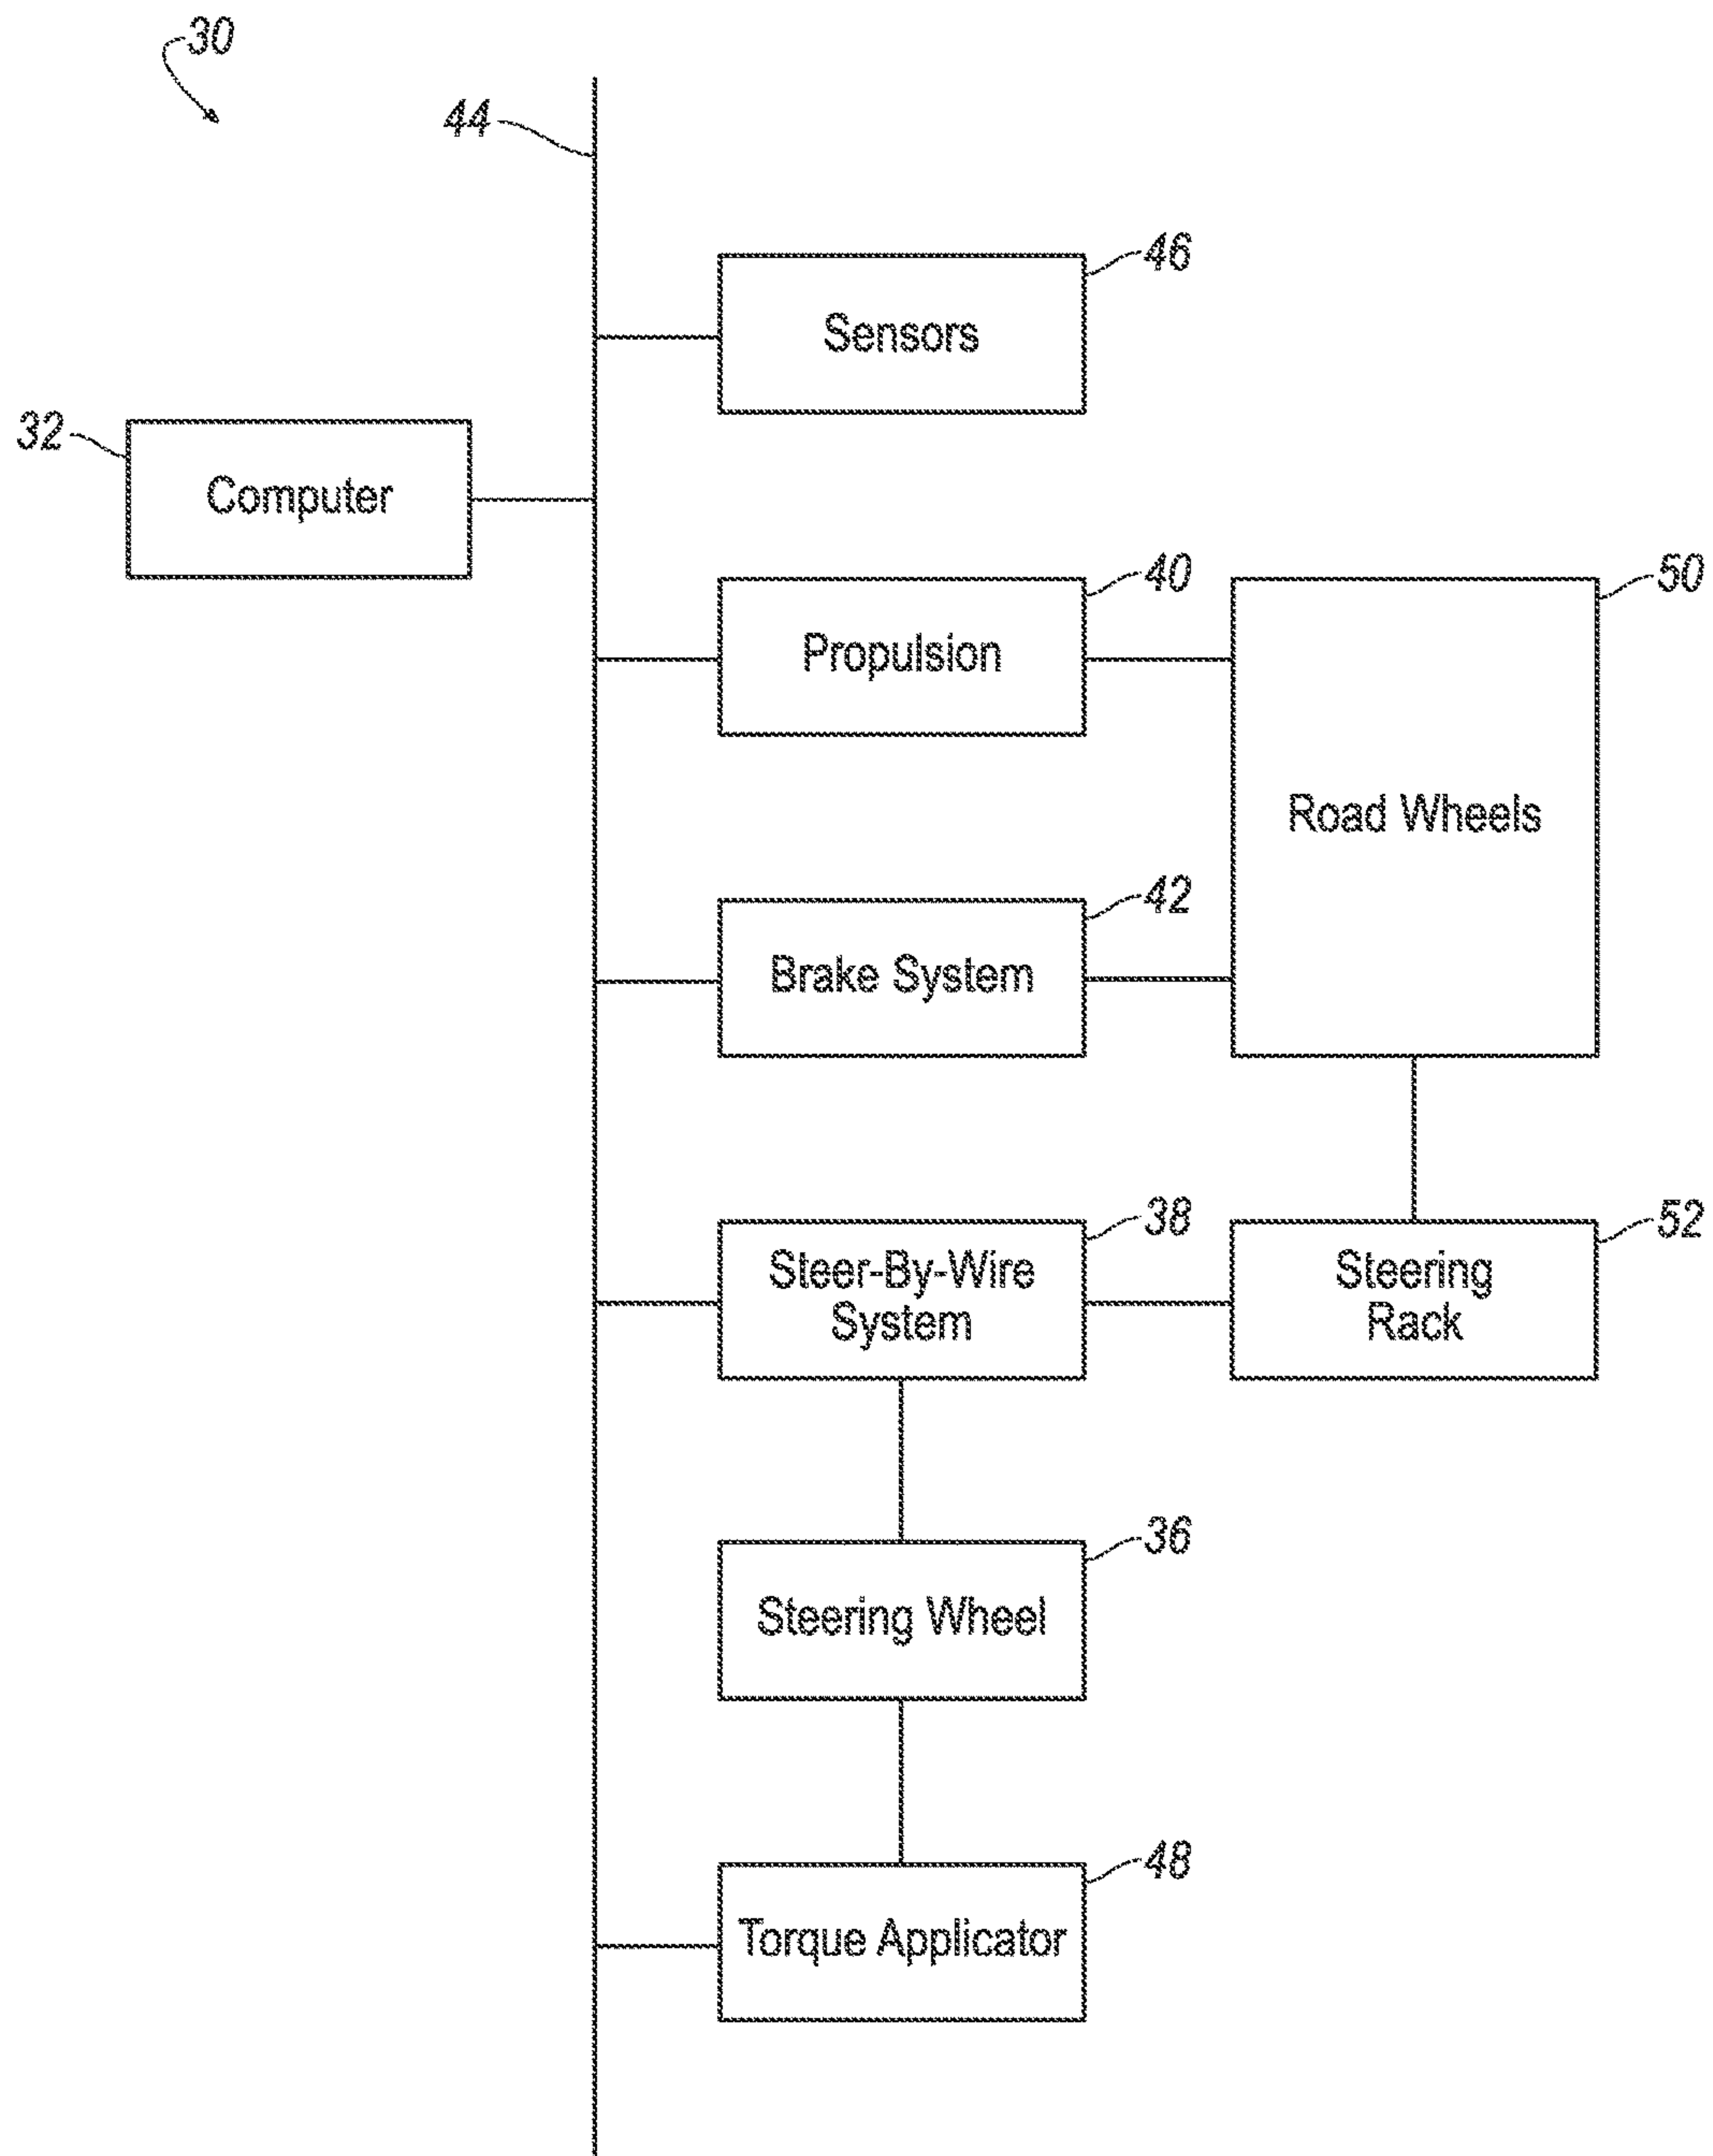 30
44
46
Sensors
32
Computer
40
50
Propulsion
Road Wheels
42
Brake System
38
52
Steer-By-Wire
System
Steering
Rack
36
Steering Wheel
48
Torque Applicator